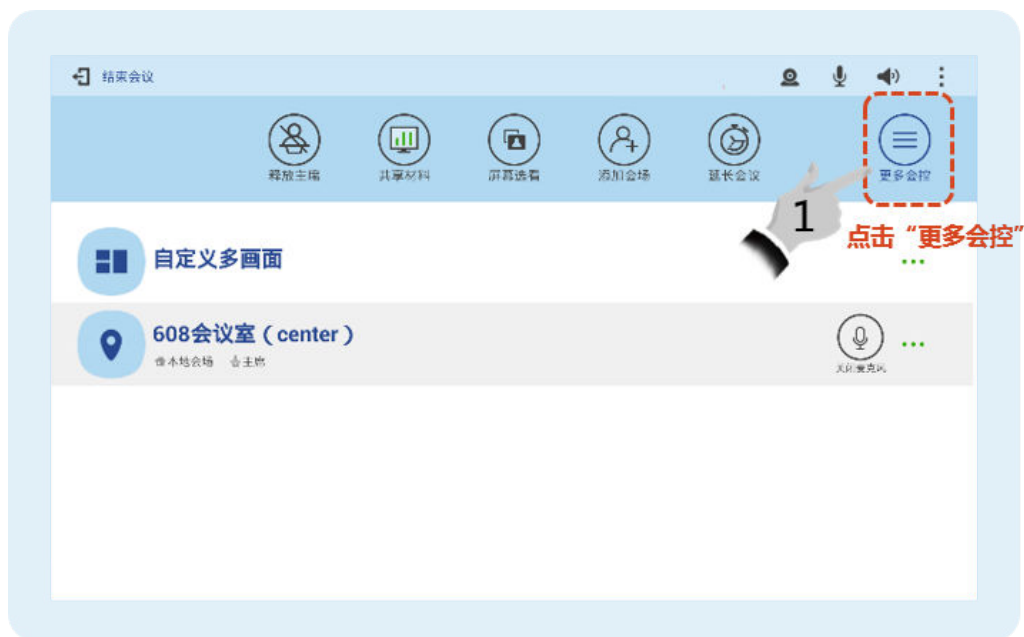 结束会议
释放主席
共享材料
屏幕选看
添加会场
延长会议
更多会控
1
点击“更多会控”
自定义多画面
608会议室（center）
本地会场 主席
关闭麦克风